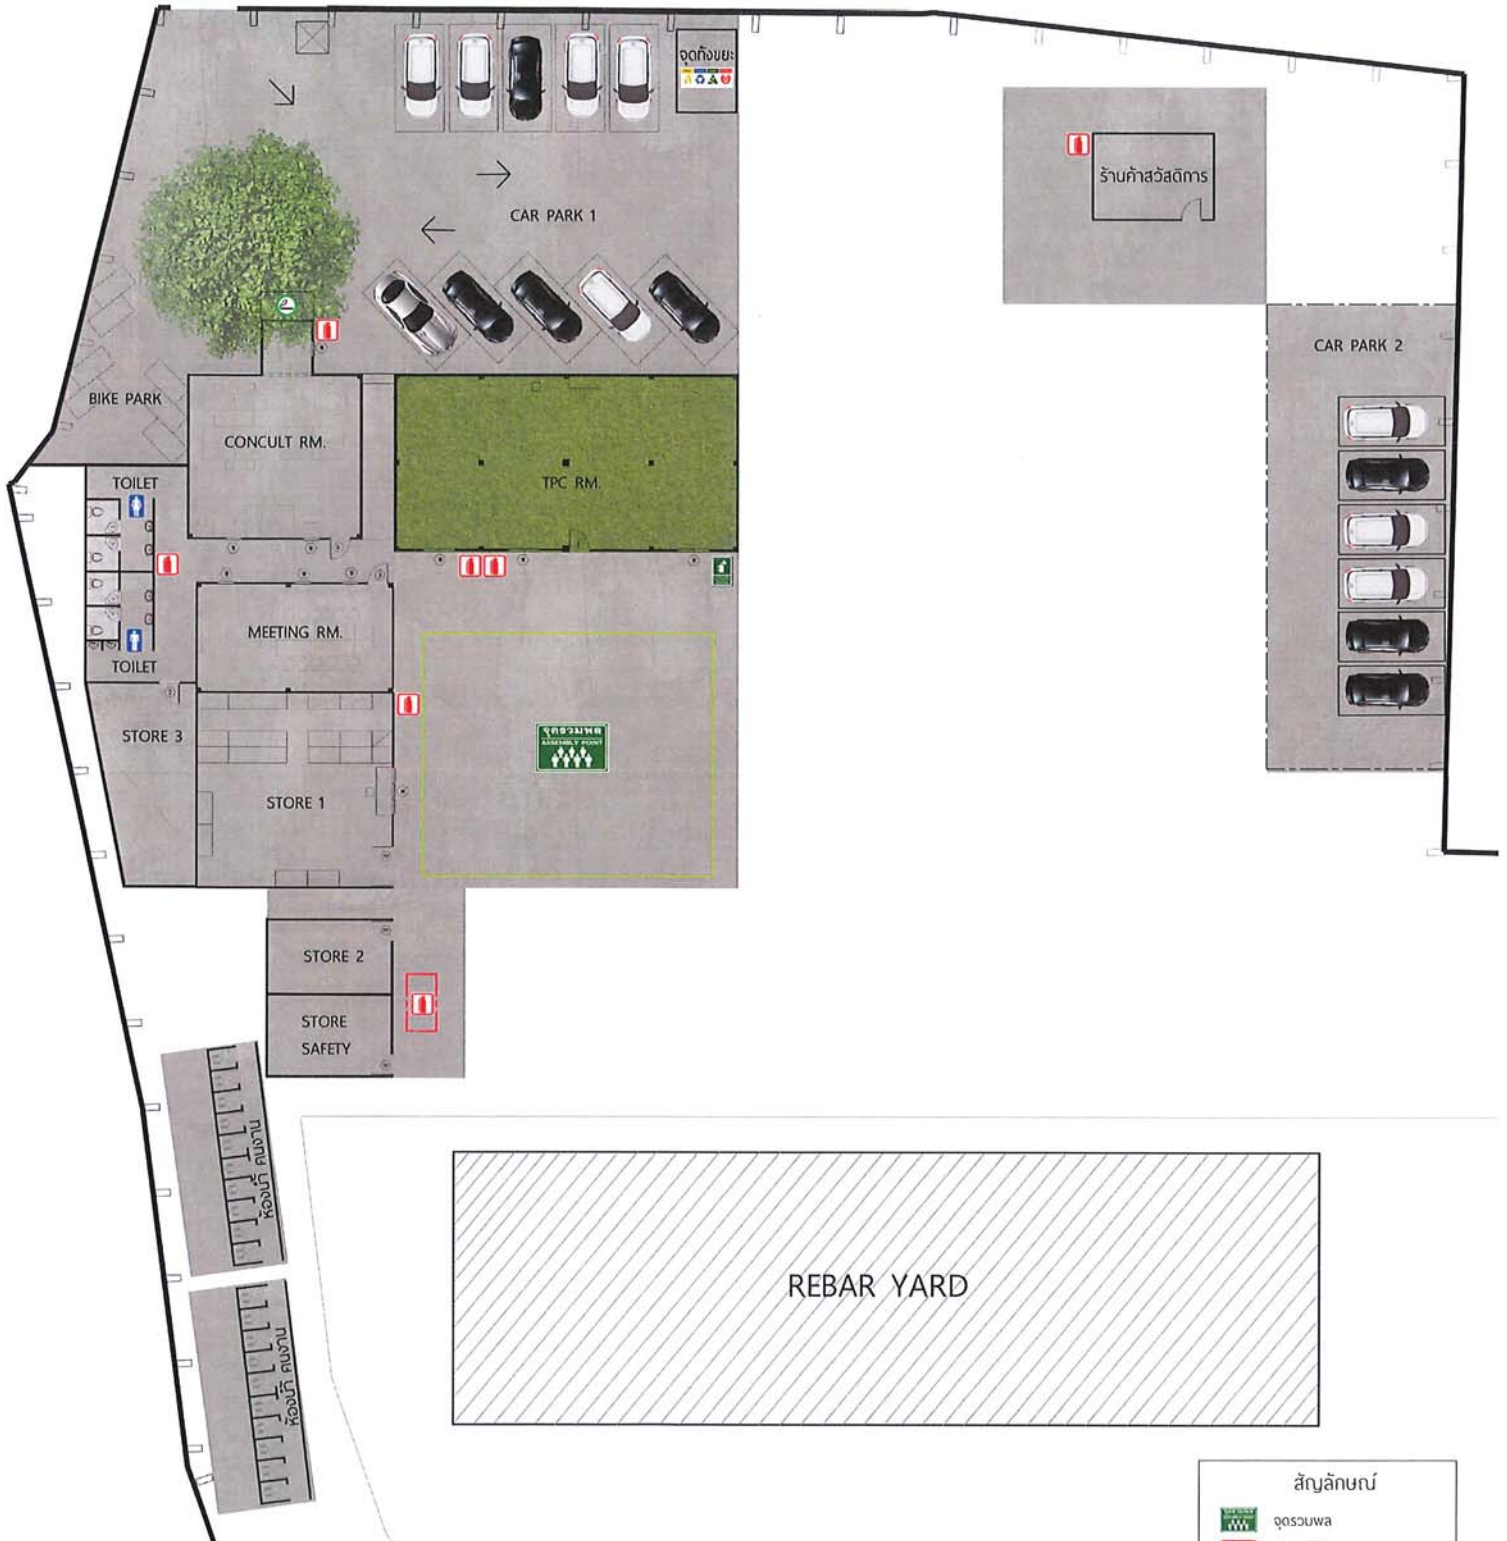 จุดทิ้งขยะ
ร้านค้าสวัสดิการ
CAR PARK 1
CAR PARK 2
BIKE PARK
CONCULT RM.
TPC RM.
TOILET
MEETING RM.
TOILET
จุดรวมพล
ASSEMBLY POINT
STORE 3
STORE 1
STORE 2
STORE
SAFETY
ห้องน้ำ คนงาน
ห้องน้ำ คนงาน
REBAR YARD
สัญลักษณ์
จุดรวมพล